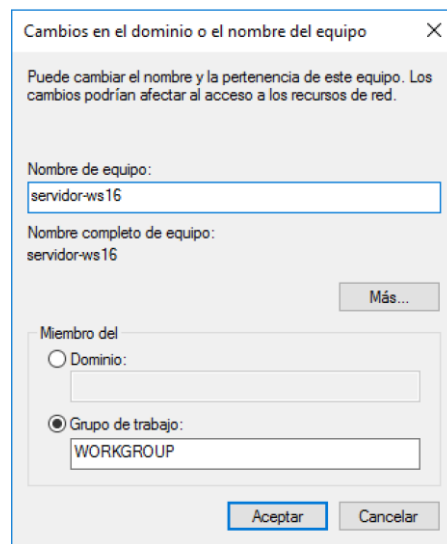 Cambios en el dominio o el nombre del equipo
Puede cambiar el nombre y la pertenencia de este equipo. Los
cambios podrían afectar al acceso a los recursos de red.
Nombre de equipo:
servidor-ws16
Nombre completo de equipo:
servidor-ws16
Más...
Miembro del
Dominio:
Grupo de trabajo:
WORKGROUP
Aceptar Cancelar